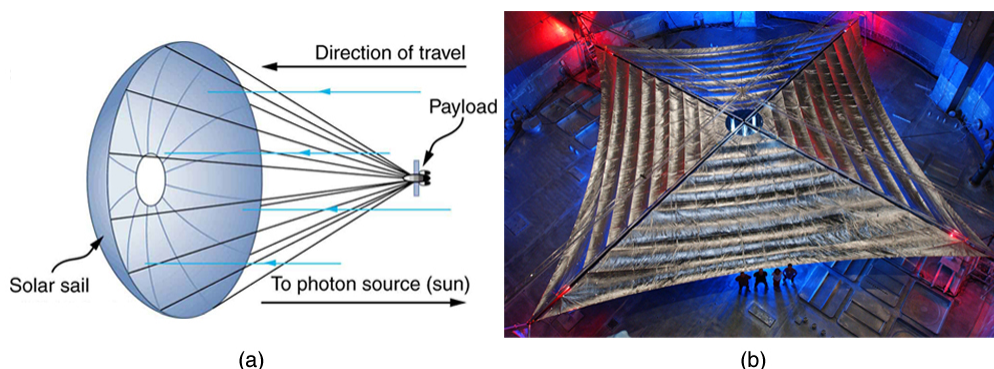 Direction of travel
Payload
Solar sail
To photon source (sun)
(a)
(b)